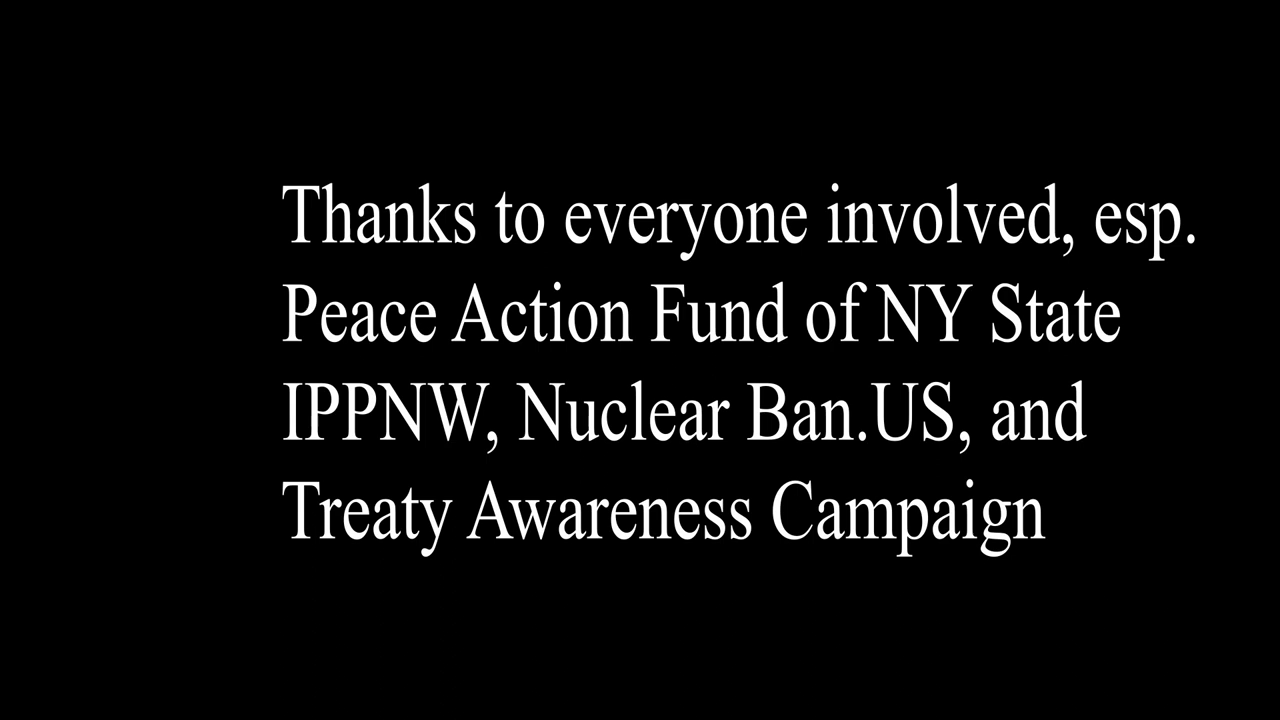 Thanks to everyone involved, esp.
Peace Action Fund of NY State
IPPNW, Nuclear Ban.US, and
Treaty Awareness Campaign